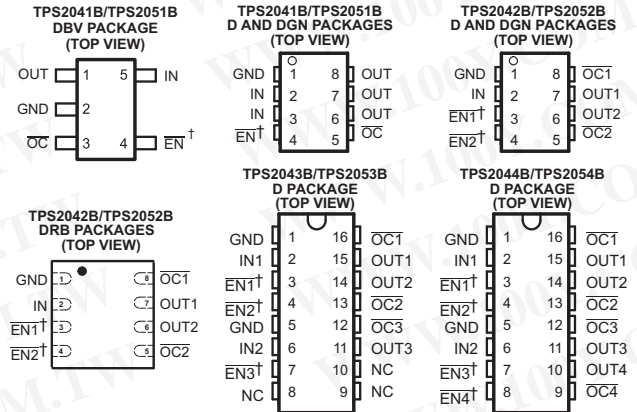 TPS2041B/TPS2051B
DBV PACKAGE
(TOP VIEW)
OUT 1 5 IN
GND 2
OC 3 4 EN†
TPS2041B/TPS2051B
D AND DGN PACKAGES
(TOP VIEW)
GND 1 8 OUT
IN 2 7 OUT
IN 3 6 OUT
EN† 4 5 OC
TPS2042B/TPS2052B
D AND DGN PACKAGES
(TOP VIEW)
GND 1 8 OC1
IN 2 7 OUT1
EN1† 3 6 OUT2
EN2† 4 5 OC2
TPS2042B/TPS2052B
DRB PACKAGES
(TOP VIEW)
GND 1 8 OC1
IN 2 7 OUT1
EN1† 3 6 OUT2
EN2† 4 5 OC2
TPS2043B/TPS2053B
D PACKAGE
(TOP VIEW)
GND 1 16 OC1
IN1 2 15 OUT1
EN1† 3 14 OUT2
EN2† 4 13 OC2
GND 5 12 OC3
IN2 6 11 OUT3
EN3† 7 10 NC
NC 8 9 NC
TPS2044B/TPS2054B
D PACKAGE
(TOP VIEW)
GND 1 16 OC1
IN1 2 15 OUT1
EN1† 3 14 OUT2
EN2† 4 13 OC2
GND 5 12 OC3
IN2 6 11 OUT3
EN3† 7 10 OUT4
EN4† 8 9 OC4